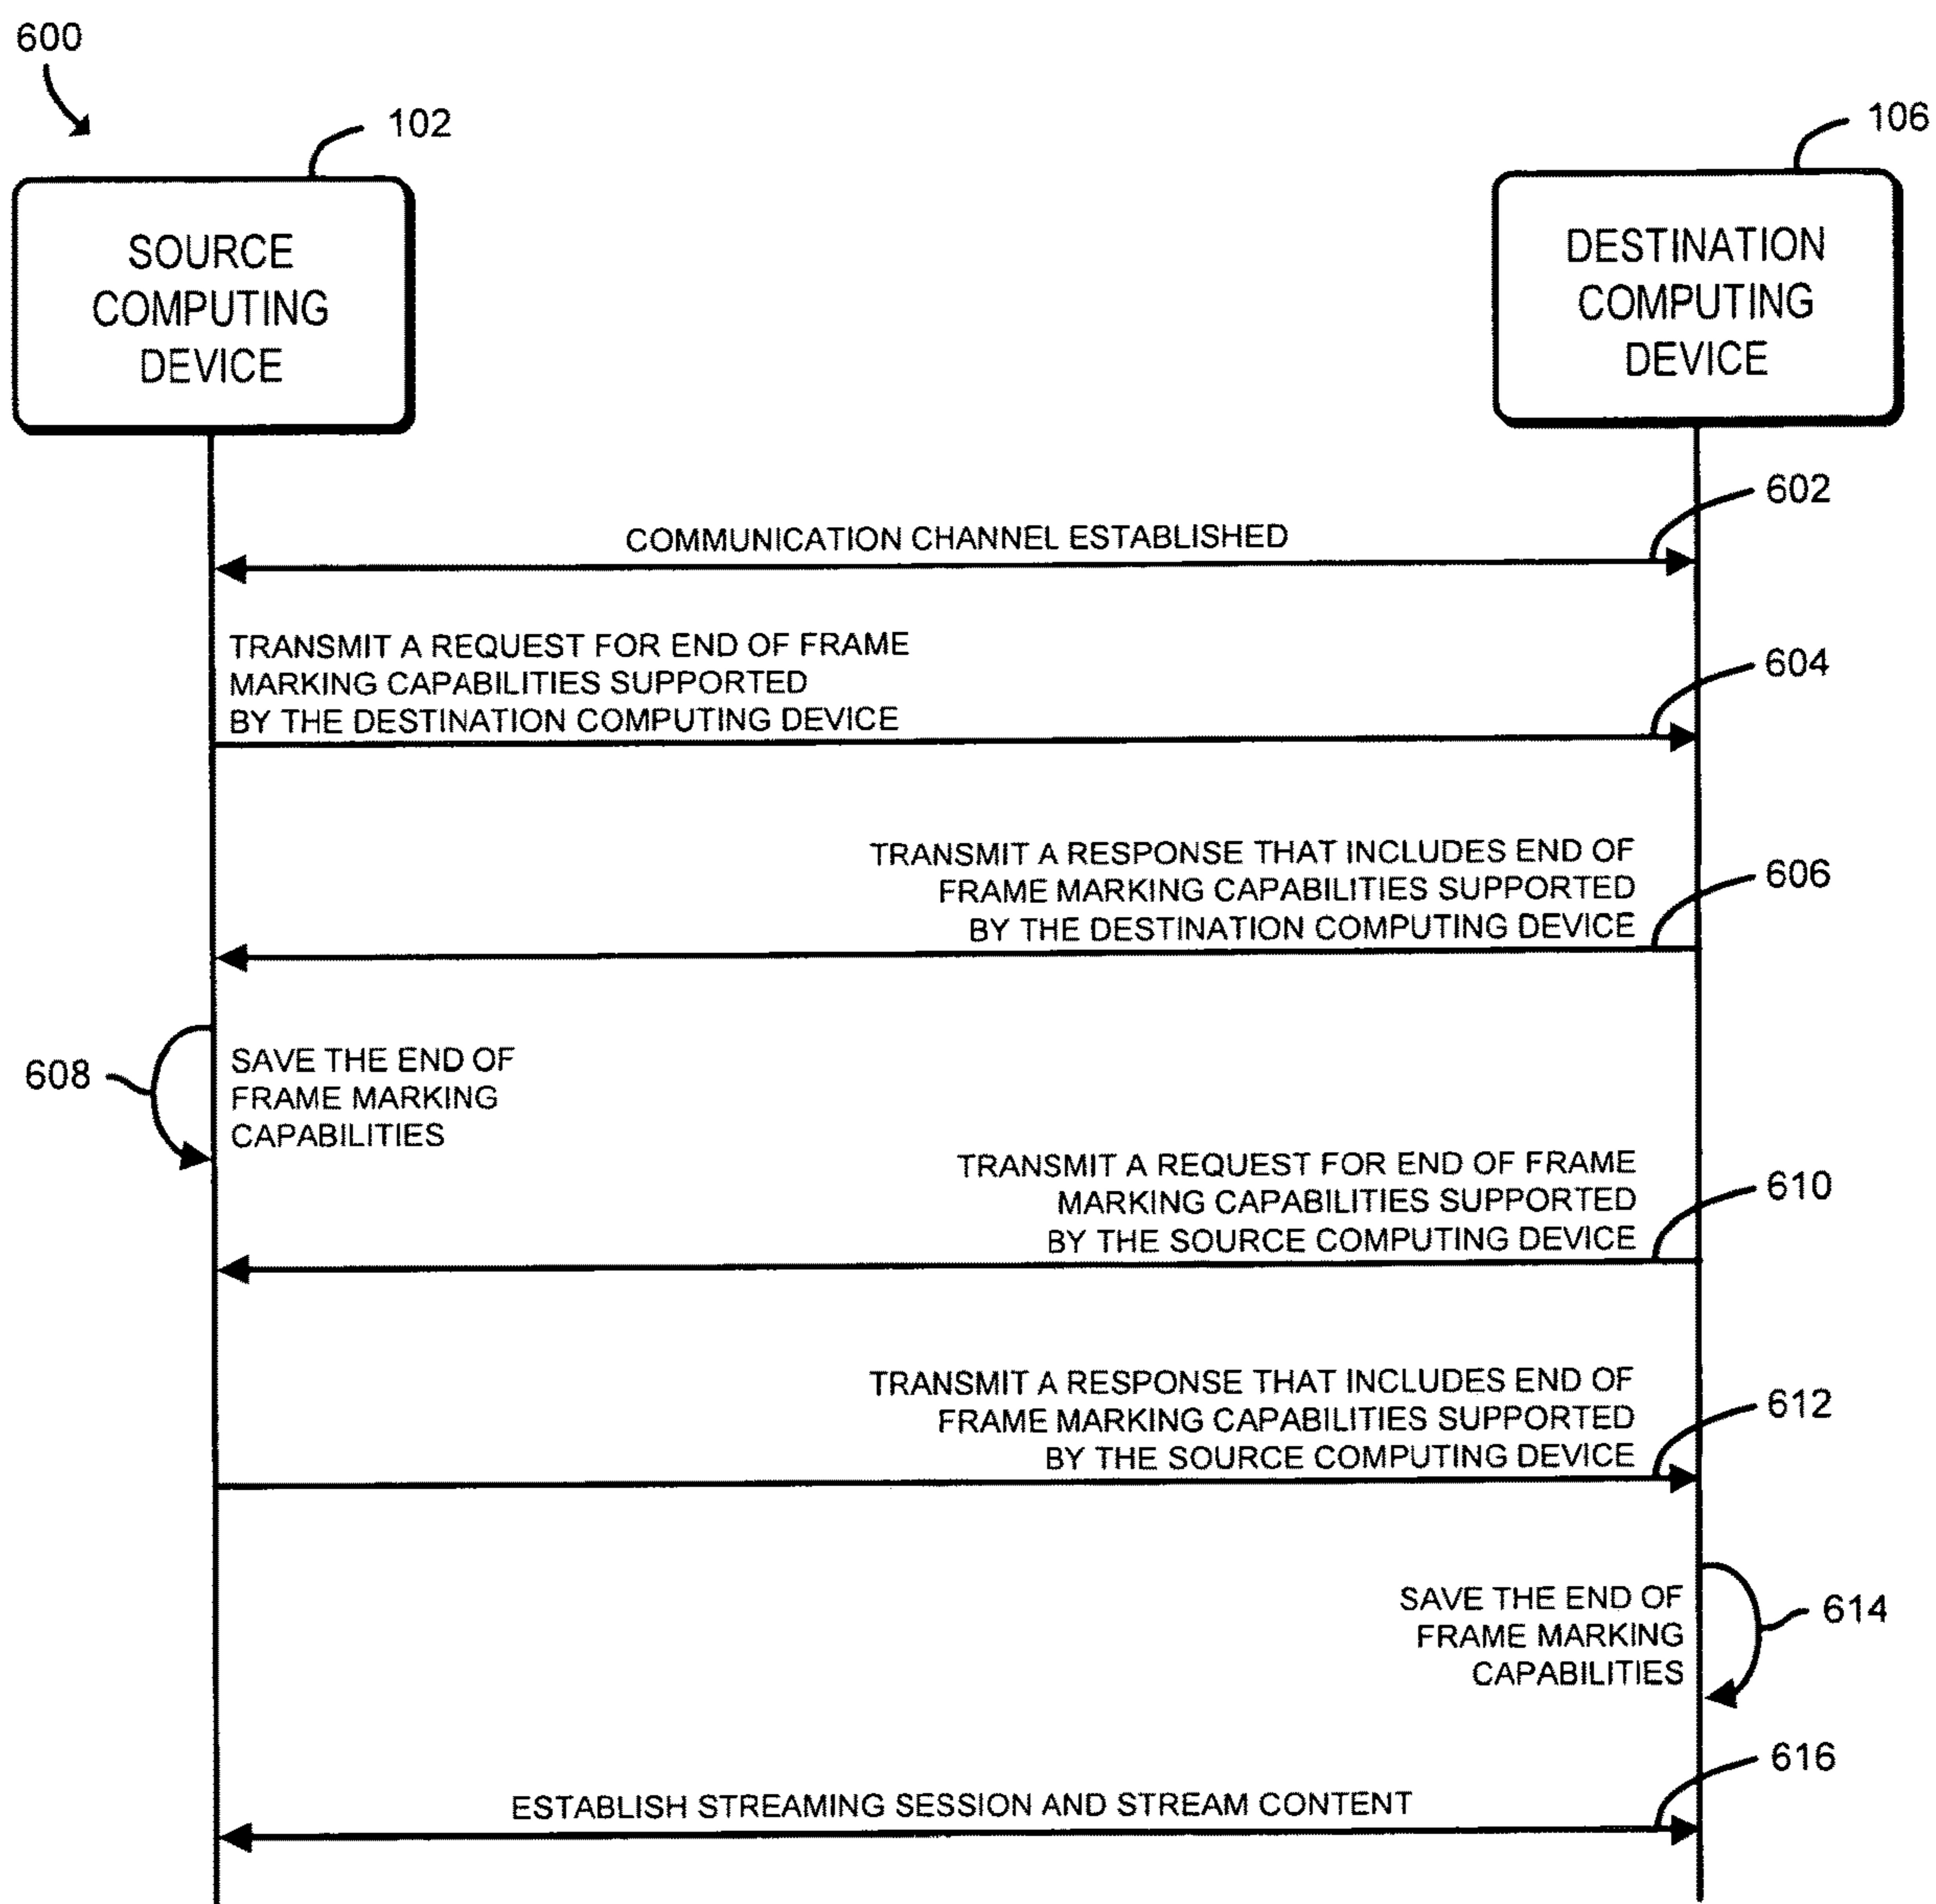 600
102
106
SOURCE
COMPUTING
DEVICE
DESTINATION
COMPUTING
DEVICE
602
COMMUNICATION CHANNEL ESTABLISHED
TRANSMIT A REQUEST FOR END OF FRAME
MARKING CAPABILITIES SUPPORTED
BY THE DESTINATION COMPUTING DEVICE
604
TRANSMIT A RESPONSE THAT INCLUDES END OF
FRAME MARKING CAPABILITIES SUPPORTED
BY THE DESTINATION COMPUTING DEVICE
606
608
SAVE THE END OF
FRAME MARKING
CAPABILITIES
TRANSMIT A REQUEST FOR END OF FRAME
MARKING CAPABILITIES SUPPORTED
BY THE SOURCE COMPUTING DEVICE
610
TRANSMIT A RESPONSE THAT INCLUDES END OF
FRAME MARKING CAPABILITIES SUPPORTED
BY THE SOURCE COMPUTING DEVICE
612
SAVE THE END OF
FRAME MARKING
CAPABILITIES
614
616
ESTABLISH STREAMING SESSION AND STREAM CONTENT